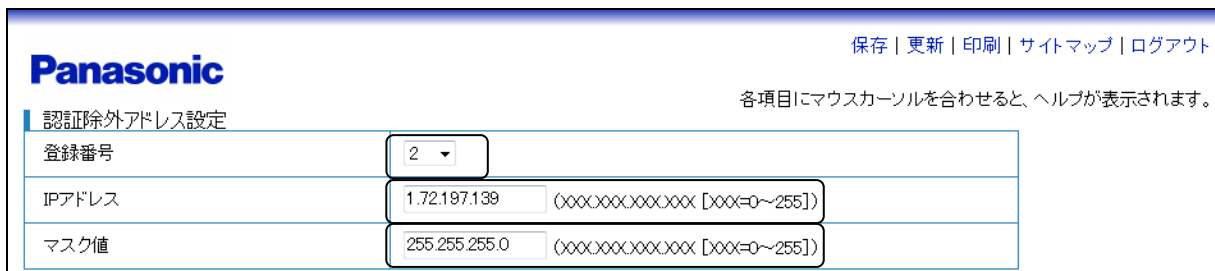 保存 | 更新 | 印刷 | サイトマップ | ログアウト
Panasonic
各項目にマウスカーソルを合わせると、ヘルプが表示されます。
認証除外アドレス設定
登録番号 2
IPアドレス 1.72.197.139 (XXX.XXX.XXX.XXX [XXX=0～255])
マスク値 255.255.255.0 (XXX.XXX.XXX.XXX [XXX=0～255])